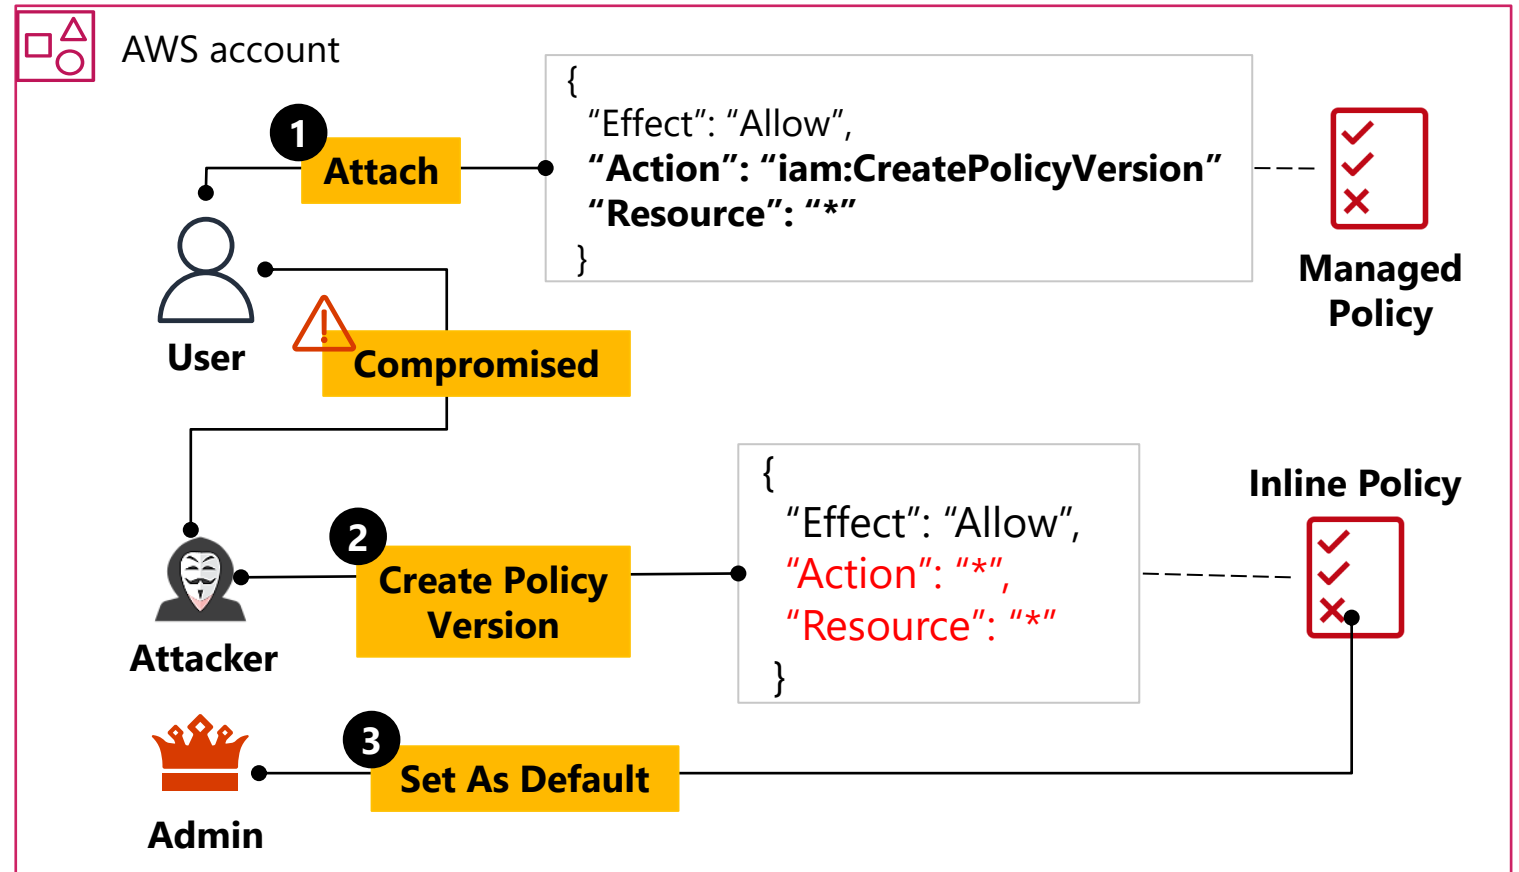 AWS account
1
Attach
{
“Effect”: “Allow”,
“Action”: “iam:CreatePolicyVersion”
“Resource”: “*”
}
Managed
Policy
User
Compromised
Attacker
2
Create Policy
Version
{
“Effect”: “Allow”,
“Action”: “*”,
“Resource”: “*”
}
Inline Policy
Admin
3
Set As Default